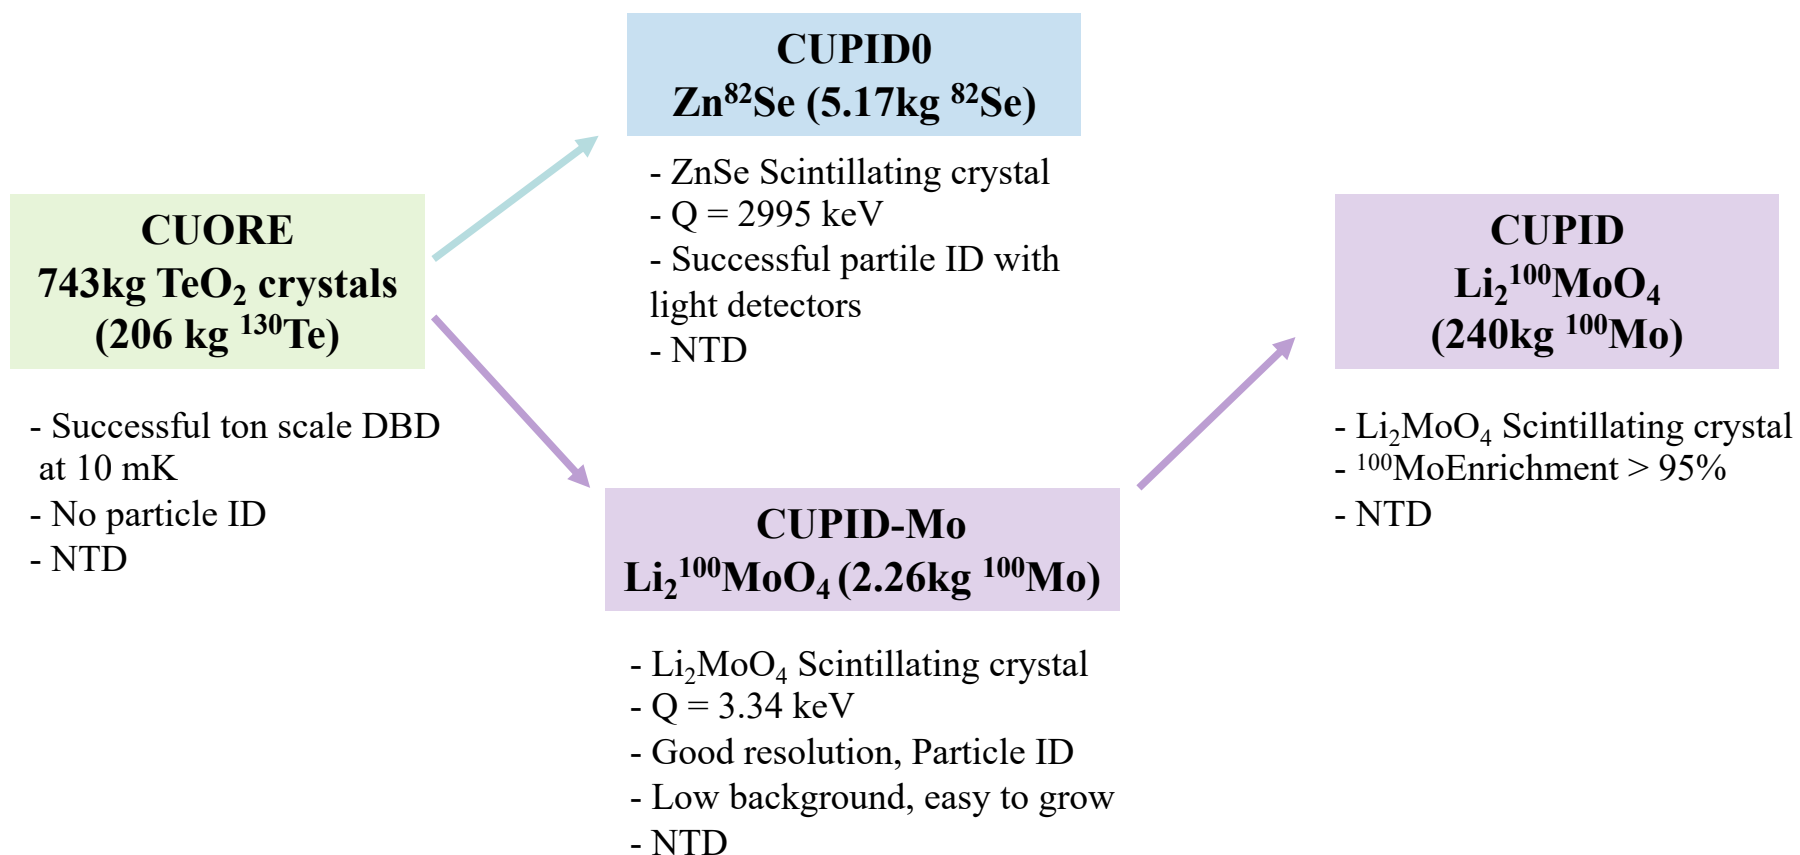 CUORE
743kg TeO₂ crystals
(206 kg ¹³⁰Te)
- Successful ton scale DBD
at 10 mK
- No particle ID
- NTD
CUPID0
Zn⁸²Se (5.17kg ⁸²Se)
- ZnSe Scintillating crystal
- Q = 2995 keV
- Successful partile ID with
light detectors
- NTD
CUPID-Mo
Li₂¹⁰⁰MoO₄ (2.26kg ¹⁰⁰Mo)
- Li₂MoO₄ Scintillating crystal
- Q = 3.34 keV
- Good resolution, Particle ID
- Low background, easy to grow
- NTD
CUPID
Li₂¹⁰⁰MoO₄
(240kg ¹⁰⁰Mo)
- Li₂MoO₄ Scintillating crystal
- ¹⁰⁰MoEnrichment > 95%
- NTD